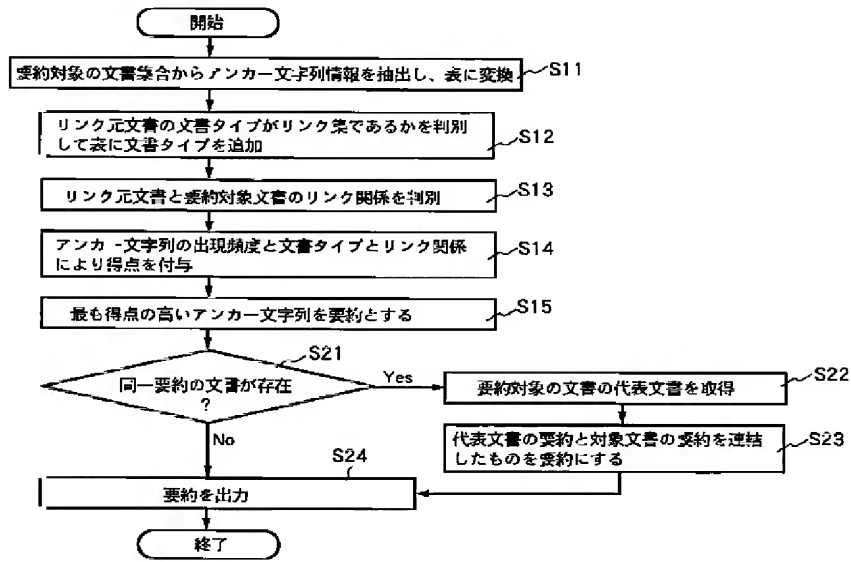 開始
要約対象の文書集合からアンカー文字列情報を抽出し、表に変換
S11
リンク元文書の文書タイプがリンク集であるかを判別
して表に文書タイプを追加
S12
リンク元文書と要約対象文書のリンク関係を判別
S13
アンカー文字列の出現頻度と文書タイプとリンク関係
により得点を付与
S14
最も得点の高いアンカー文字列を要約とする
S15
S21
同一要約の文書が存在
?
Yes
要約対象の文書の代表文書を取得
S22
代表文書の要約と対象文書の要約を連結
したものを要約にする
S23
No
S24
要約を出力
終了